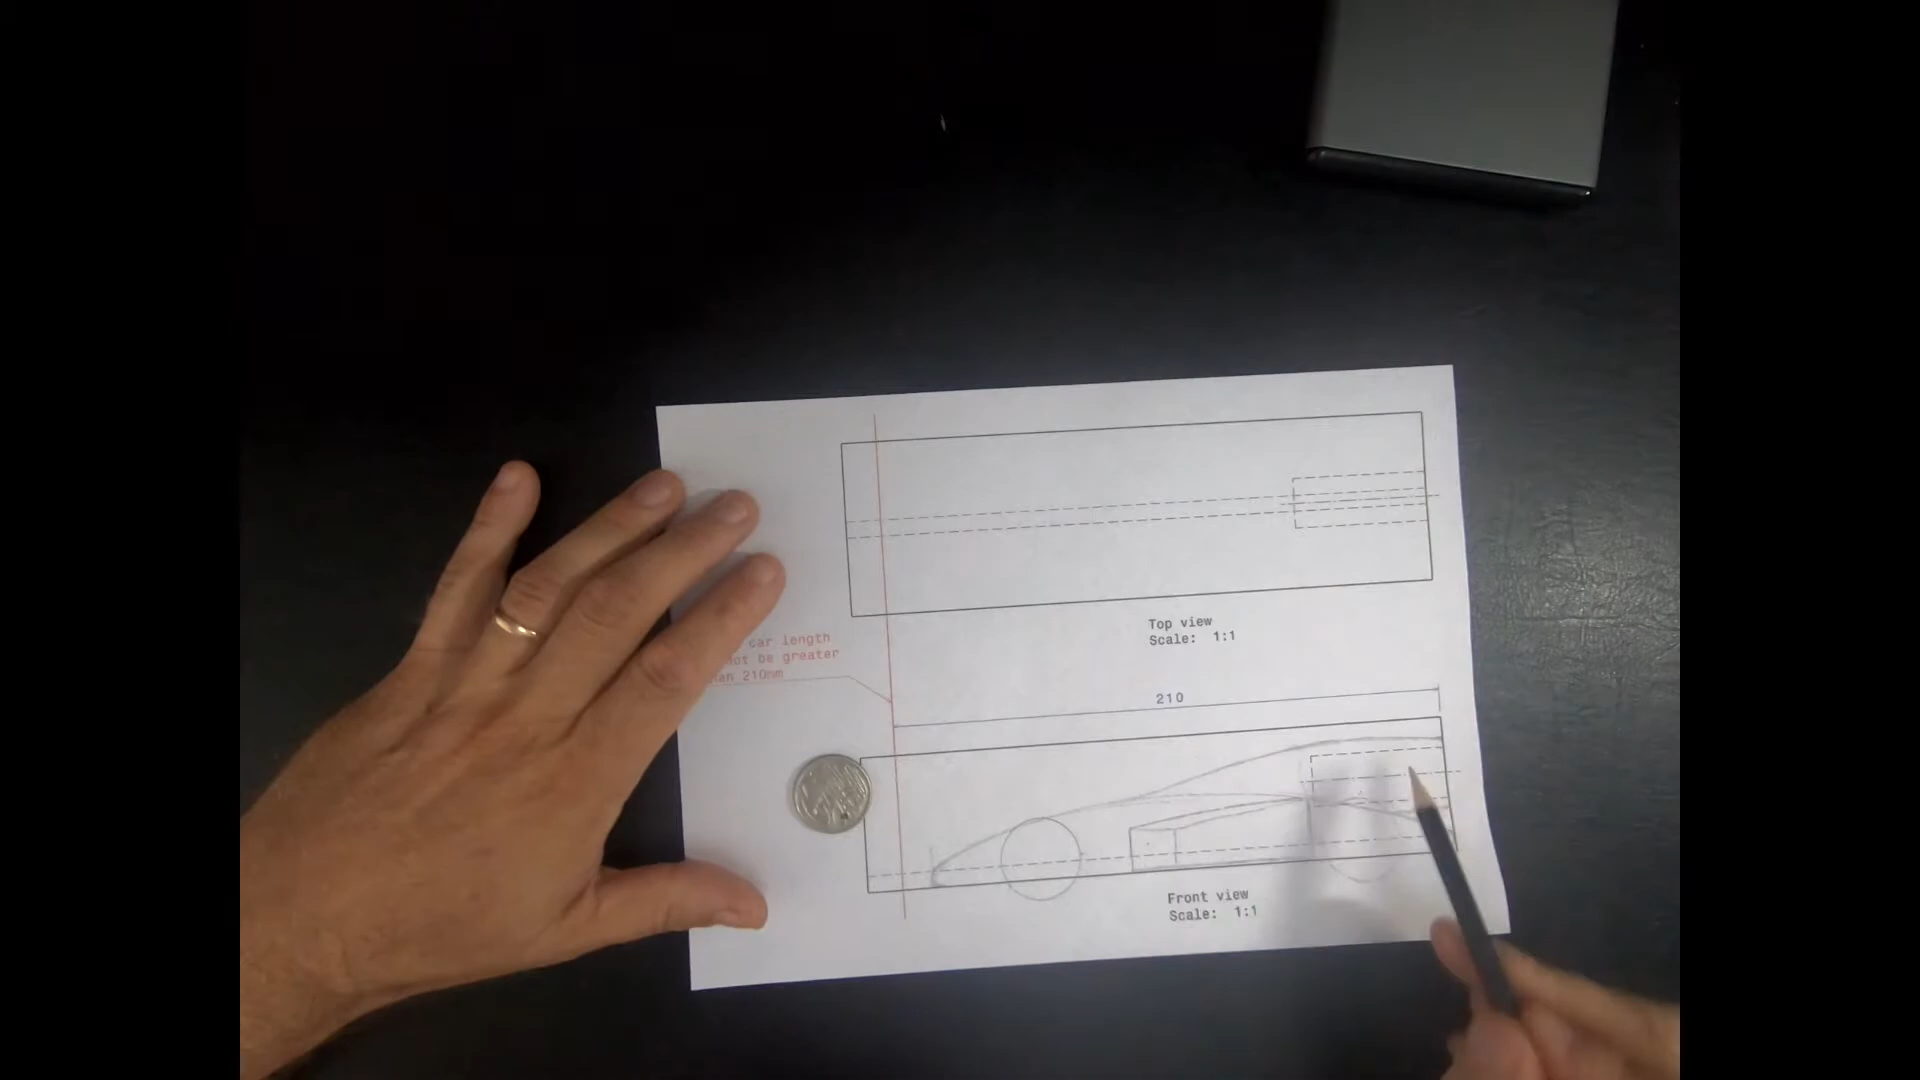 Top view
Scale: 1:1
car length
not be greater
than 210mm
210
Front view
Scale: 1:1